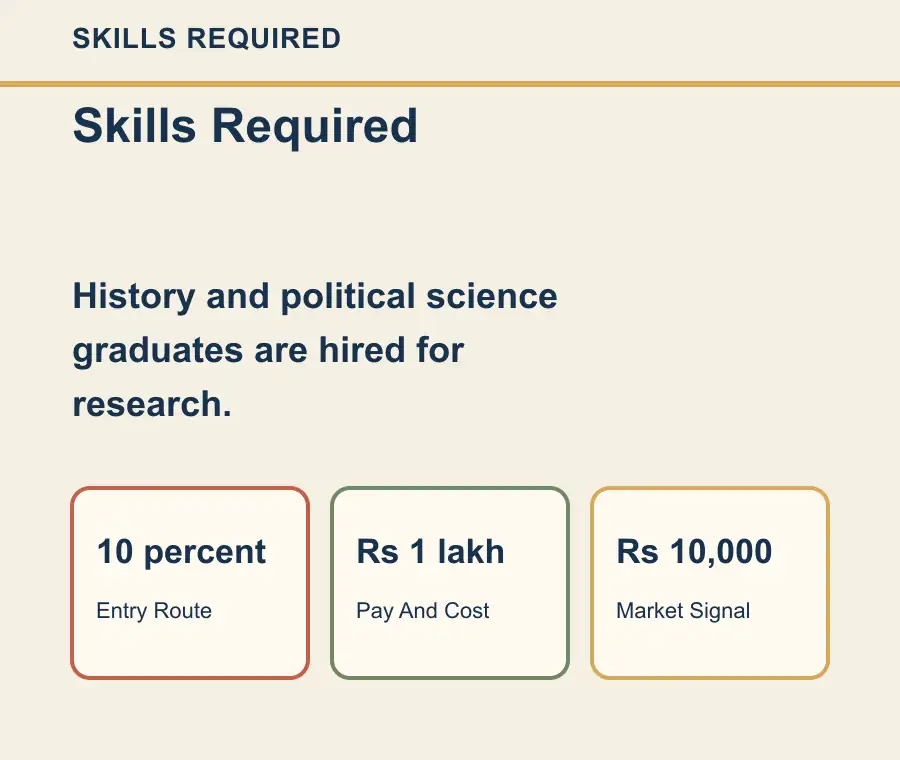 SKILLS REQUIRED
Skills Required
History and political science
graduates are hired for
research.
10 percent
Entry Route
Rs 1 lakh
Pay And Cost
Rs 10,000
Market Signal